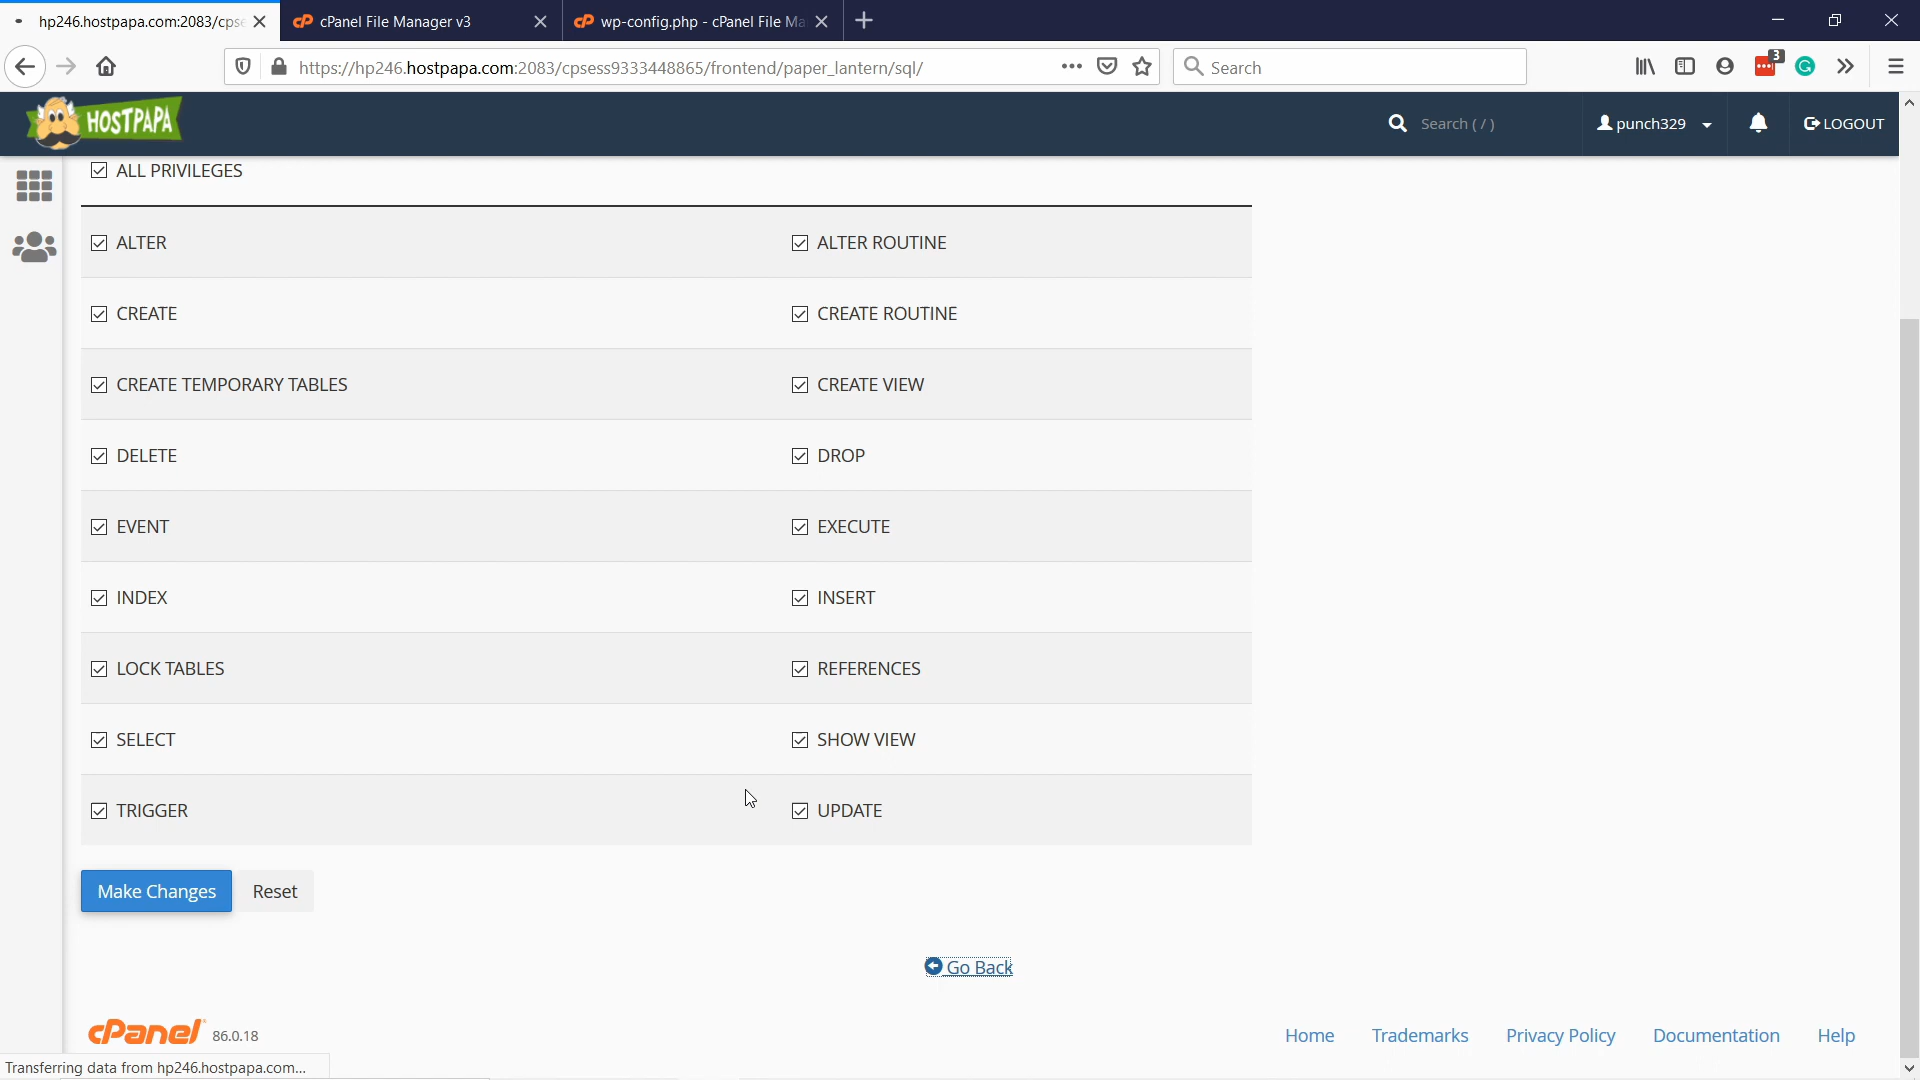 hp246.hostpapa.com:2083/cpse
cPanel File Manager v3
wp-config.php - cPanel File Ma
https://hp246.hostpapa.com:2083/cpsess9333448865/frontend/paper_lantern/sql/
Search
3
HOSTPAPA
Search ( / )
punch329
LOGOUT
ALL PRIVILEGES
ALTER
ALTER ROUTINE
CREATE
CREATE ROUTINE
CREATE TEMPORARY TABLES
CREATE VIEW
DELETE
DROP
EVENT
EXECUTE
INDEX
INSERT
LOCK TABLES
REFERENCES
SELECT
SHOW VIEW
TRIGGER
UPDATE
Make Changes
Reset
Go Back
cPanel 86.0.18
Home
Trademarks
Privacy Policy
Documentation
Help
Transferring data from hp246.hostpapa.com...